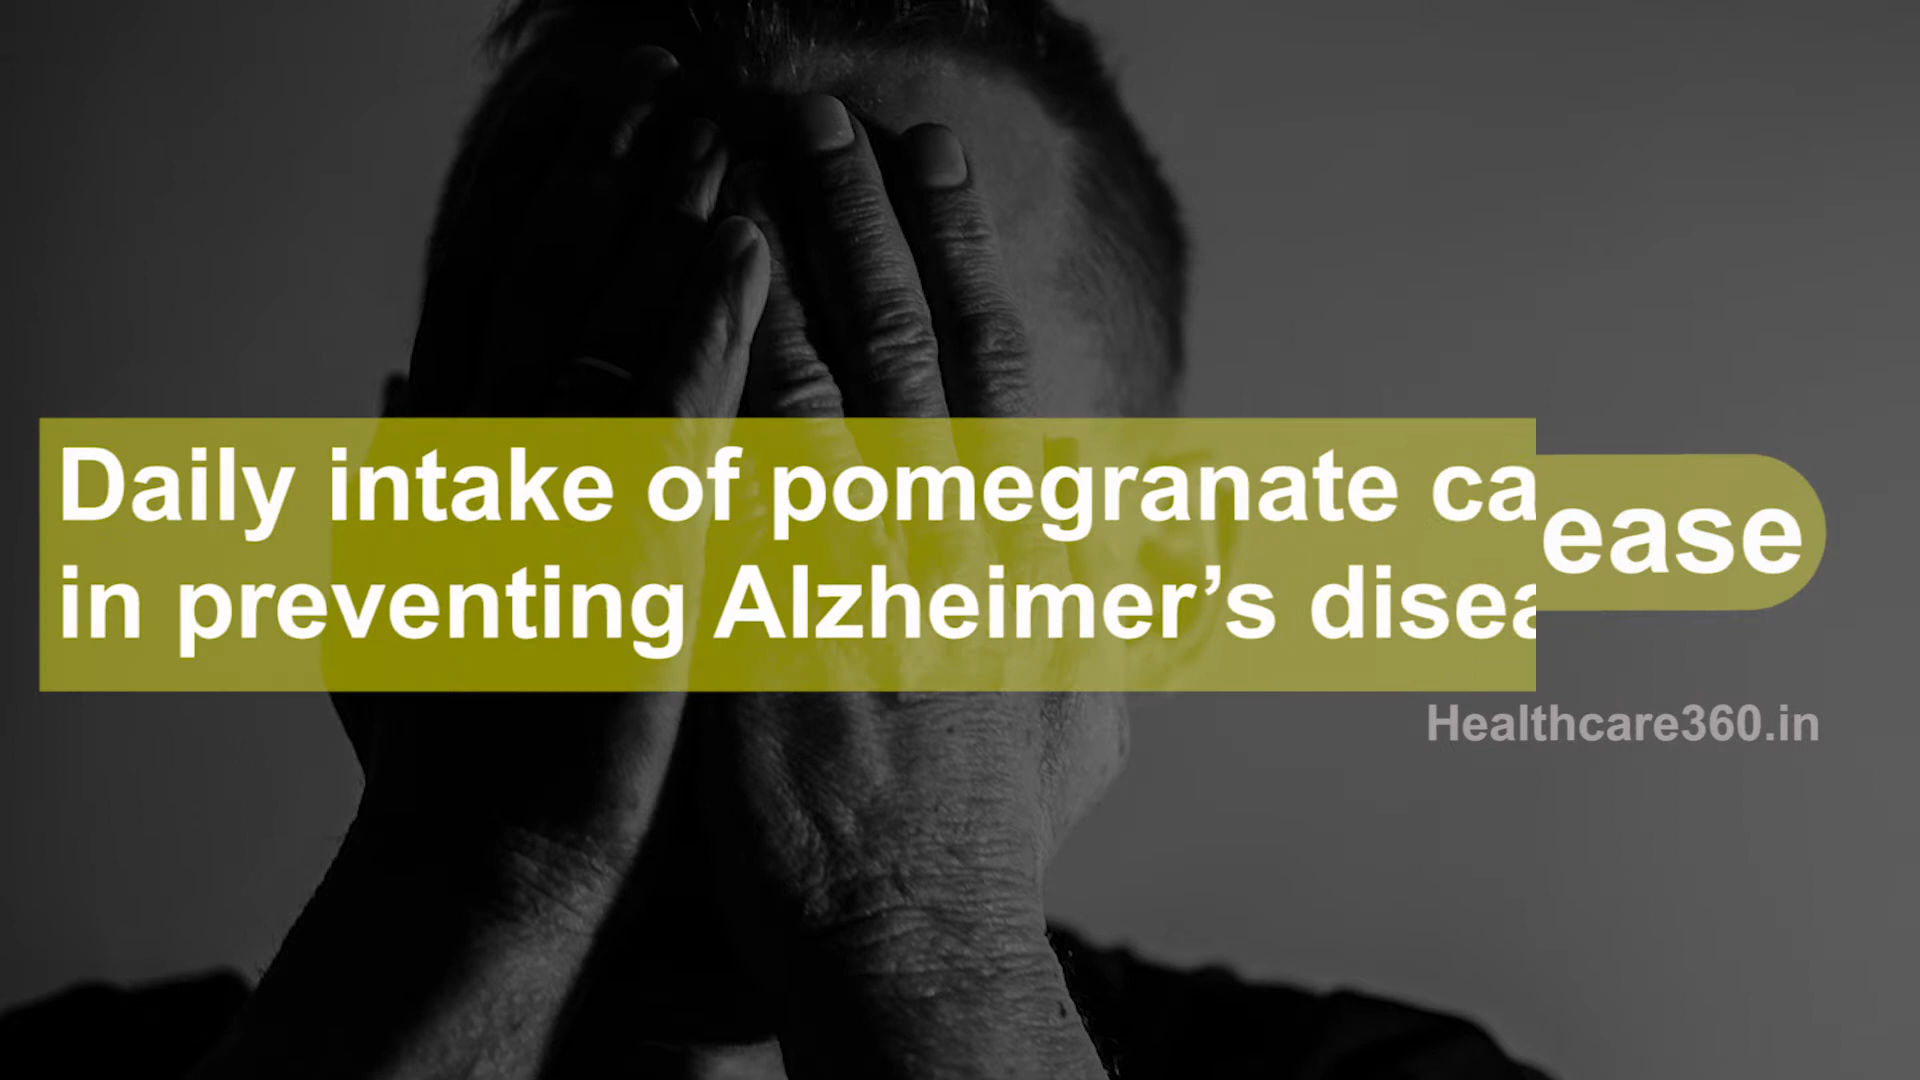 Daily intake of pomegranate ca
in preventing Alzheimer’s disea
ease
Healthcare360.in